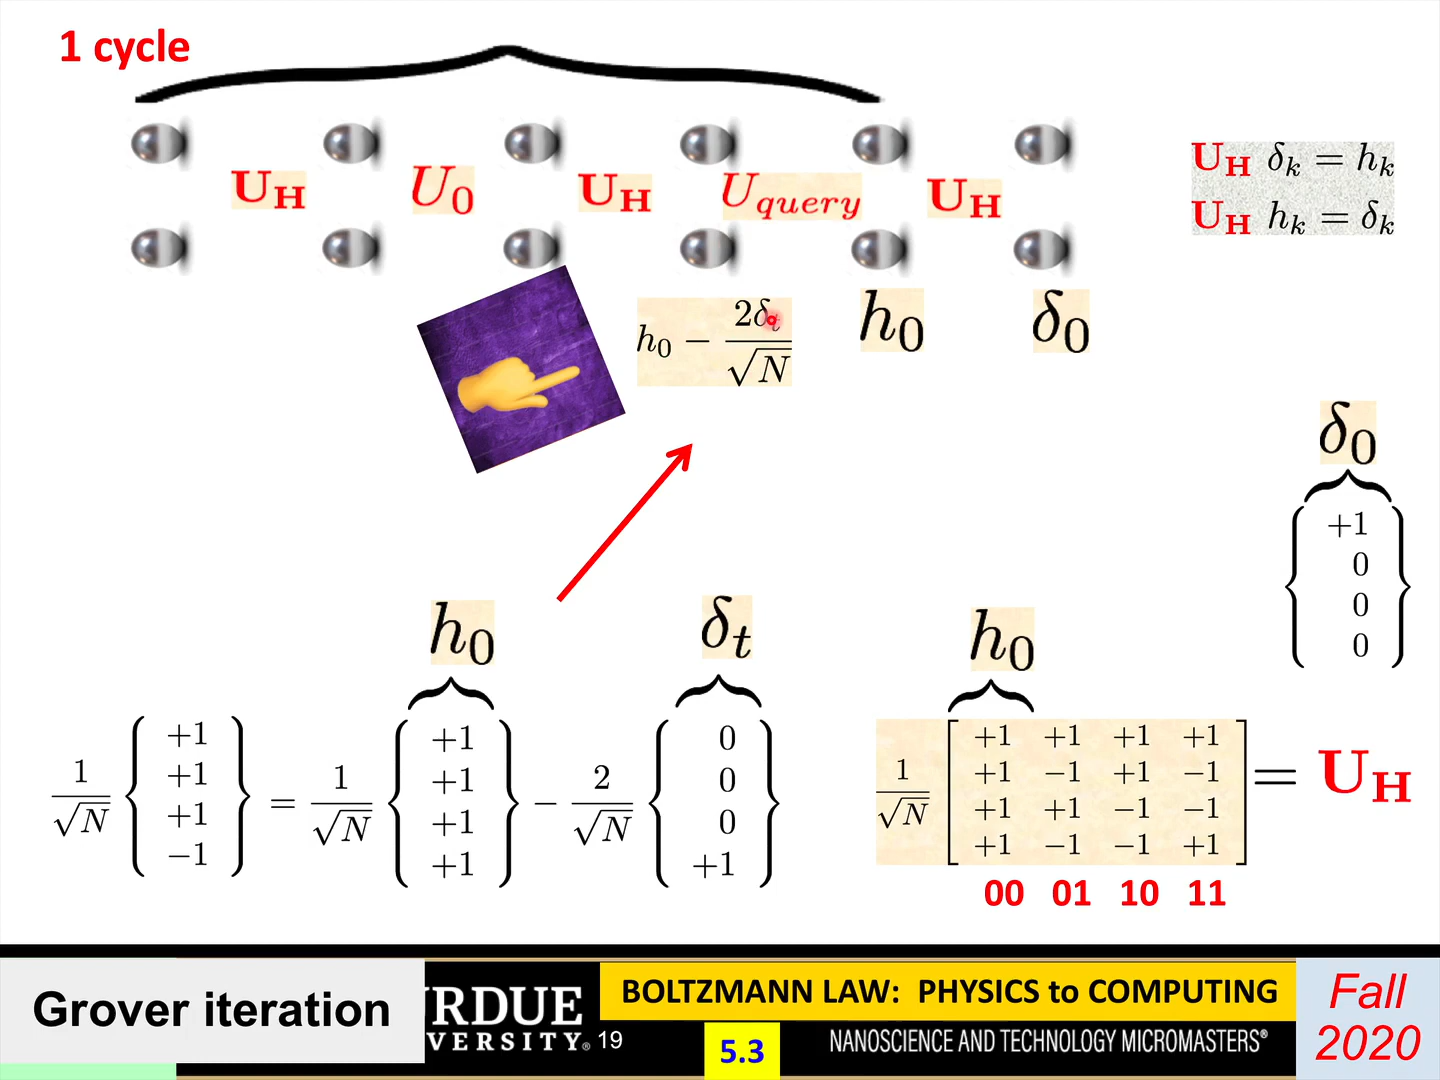 1 cycle
U_H U_0 U_H U_query U_H
U_H δ_k = h_k
U_H h_k = δ_k
h_0 − 2δ_t / √N
h_0
δ_0
δ_0
+1
0
0
0
h_0
δ_t
h_0
1/√N { +1 +1 +1 −1 } = 1/√N { +1 +1 +1 +1 } − 2/√N { 0 0 0 +1 }
1/√N [ +1 +1 +1 +1
+1 −1 +1 −1
+1 +1 −1 −1
+1 −1 −1 +1 ] = U_H
00 01 10 11
Grover iteration
URDUE
VERSITY® 19
BOLTZMANN LAW: PHYSICS to COMPUTING
5.3
NANOSCIENCE AND TECHNOLOGY MICROMASTERS®
Fall
2020